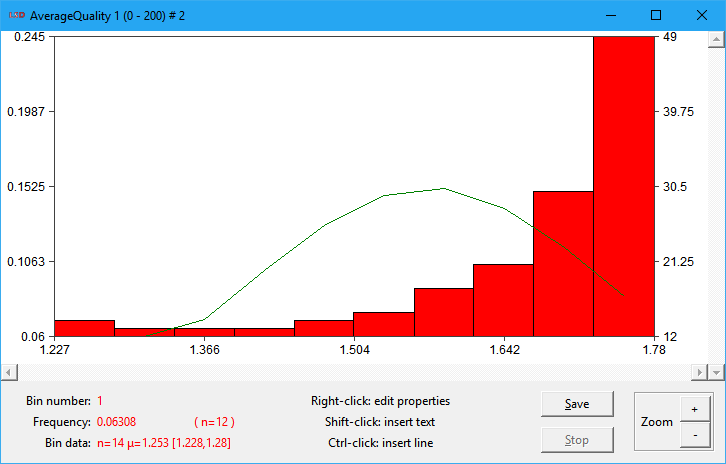 AverageQuality 1 (0 - 200) # 2
0.245
49
0.1987
39.75
0.1525
30.5
0.1063
21.25
0.06
12
1.227
1.366
1.504
1.642
1.78
Bin number: 1
Right-click: edit properties
Save
Frequency: 0.06308 ( n=12 )
Shift-click: insert text
Zoom
+
Bin data: n=14 µ=1.253 [1.228,1.28]
Ctrl-click: insert line
Stop
-